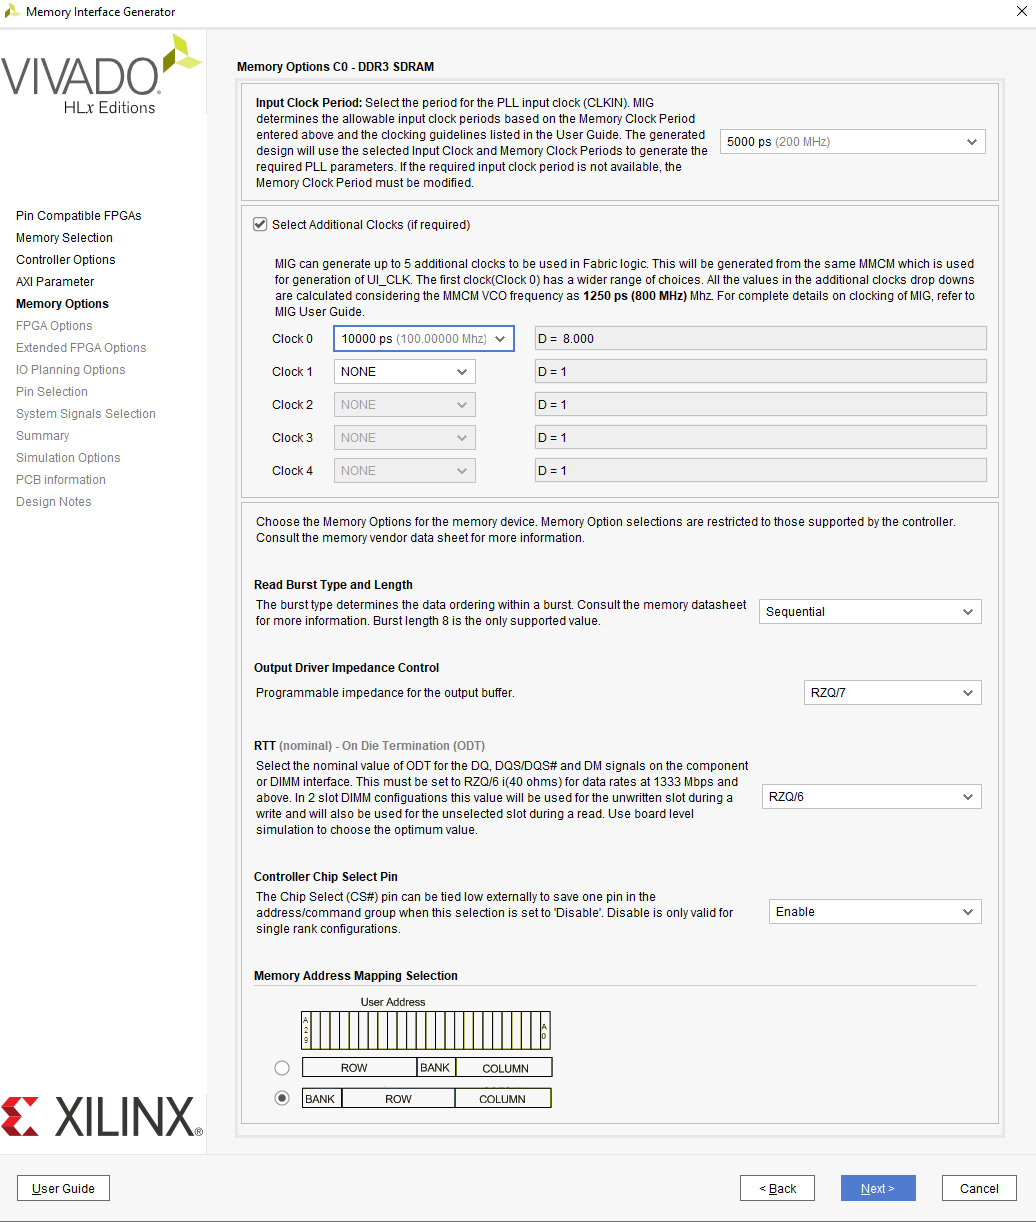 Memory Interface Generator
VIVADO.
HLx Editions
Pin Compatible FPGAs
Memory Selection
Controller Options
AXI Parameter
Memory Options
FPGA Options
Extended FPGA Options
IO Planning Options
Pin Selection
System Signals Selection
Summary
Simulation Options
PCB information
Design Notes
XILINX®
Memory Options C0 - DDR3 SDRAM
Input Clock Period: Select the period for the PLL input clock (CLKIN). MIG
determines the allowable input clock periods based on the Memory Clock Period
entered above and the clocking guidelines listed in the User Guide. The generated
design will use the selected Input Clock and Memory Clock Periods to generate the
required PLL parameters. If the required input clock period is not available, the
Memory Clock Period must be modified.
5000 ps (200 MHz)
Select Additional Clocks (if required)
MIG can generate up to 5 additional clocks to be used in Fabric logic. This will be generated from the same MMCM which is used
for generation of UI_CLK. The first clock(Clock 0) has a wider range of choices. All the values in the additional clocks drop downs
are calculated considering the MMCM VCO frequency as 1250 ps (800 MHz) Mhz. For complete details on clocking of MIG, refer to
MIG User Guide.
Clock 0 10000 ps (100.00000 Mhz) D = 8.000
Clock 1 NONE D = 1
Clock 2 NONE D = 1
Clock 3 NONE D = 1
Clock 4 NONE D = 1
Choose the Memory Options for the memory device. Memory Option selections are restricted to those supported by the controller.
Consult the memory vendor data sheet for more information.
Read Burst Type and Length
The burst type determines the data ordering within a burst. Consult the memory datasheet
for more information. Burst length 8 is the only supported value.
Sequential
Output Driver Impedance Control
Programmable impedance for the output buffer.
RZQ/7
RTT (nominal) - On Die Termination (ODT)
Select the nominal value of ODT for the DQ, DQS/DQS# and DM signals on the component
or DIMM interface. This must be set to RZQ/6 i(40 ohms) for data rates at 1333 Mbps and
above. In 2 slot DIMM configuations this value will be used for the unwritten slot during a
write and will also be used for the unselected slot during a read. Use board level
simulation to choose the optimum value.
RZQ/6
Controller Chip Select Pin
The Chip Select (CS#) pin can be tied low externally to save one pin in the
address/command group when this selection is set to 'Disable'. Disable is only valid for
single rank configurations.
Enable
Memory Address Mapping Selection
User Address
A29 A0
ROW BANK COLUMN
BANK ROW COLUMN
User Guide < Back Next > Cancel